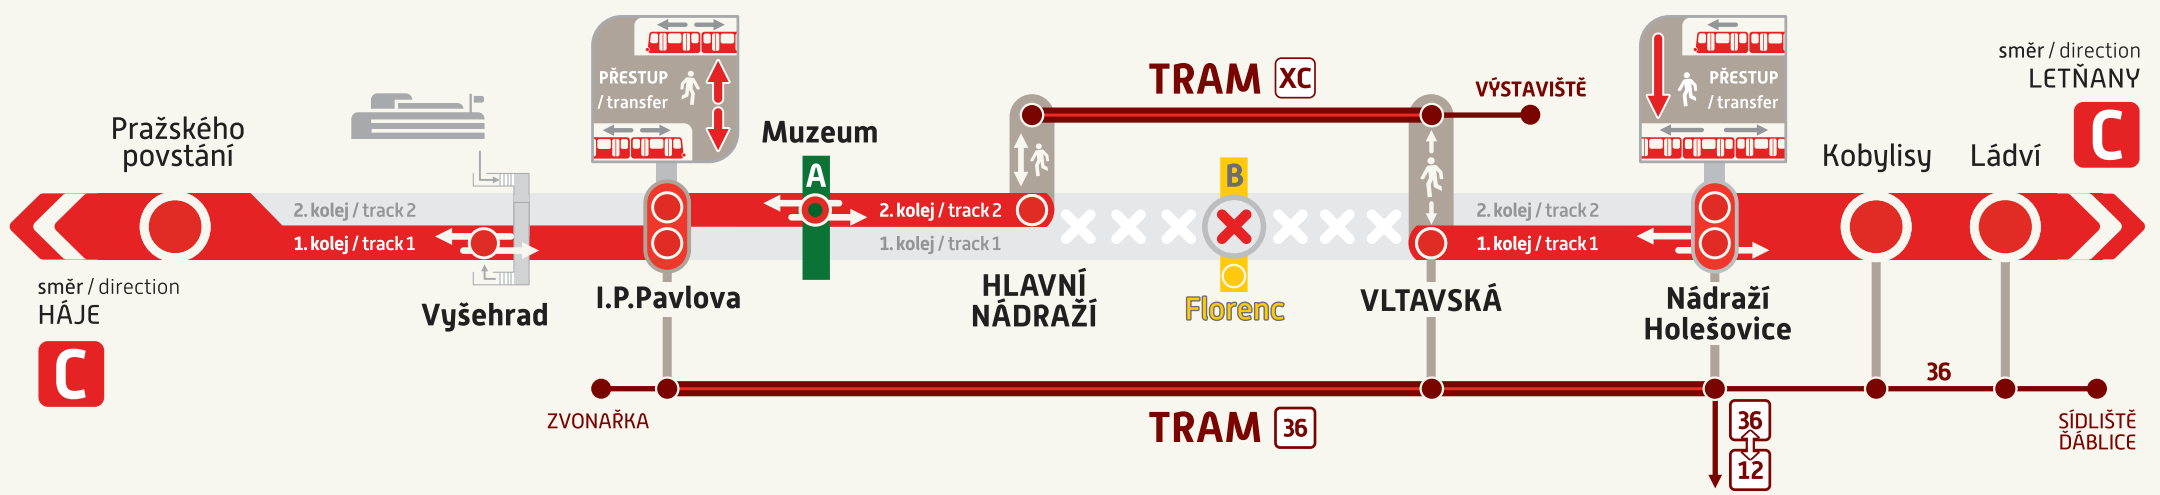 směr / direction
HÁJE
C
Pražského
povstání
2. kolej / track 2
1. kolej / track 1
Vyšehrad
PŘESTUP
/ transfer
I.P.Pavlova
Muzeum
A
2. kolej / track 2
1. kolej / track 1
HLAVNÍ
NÁDRAŽÍ
TRAM XC
VÝSTAVIŠTĚ
B
Florenc
VLTAVSKÁ
2. kolej / track 2
1. kolej / track 1
PŘESTUP
/ transfer
Nádraží
Holešovice
Kobylisy
Ládví
směr / direction
LETŇANY
C
ZVONAŘKA
TRAM 36
36
36
12
SÍDLIŠTĚ
ĎÁBLICE